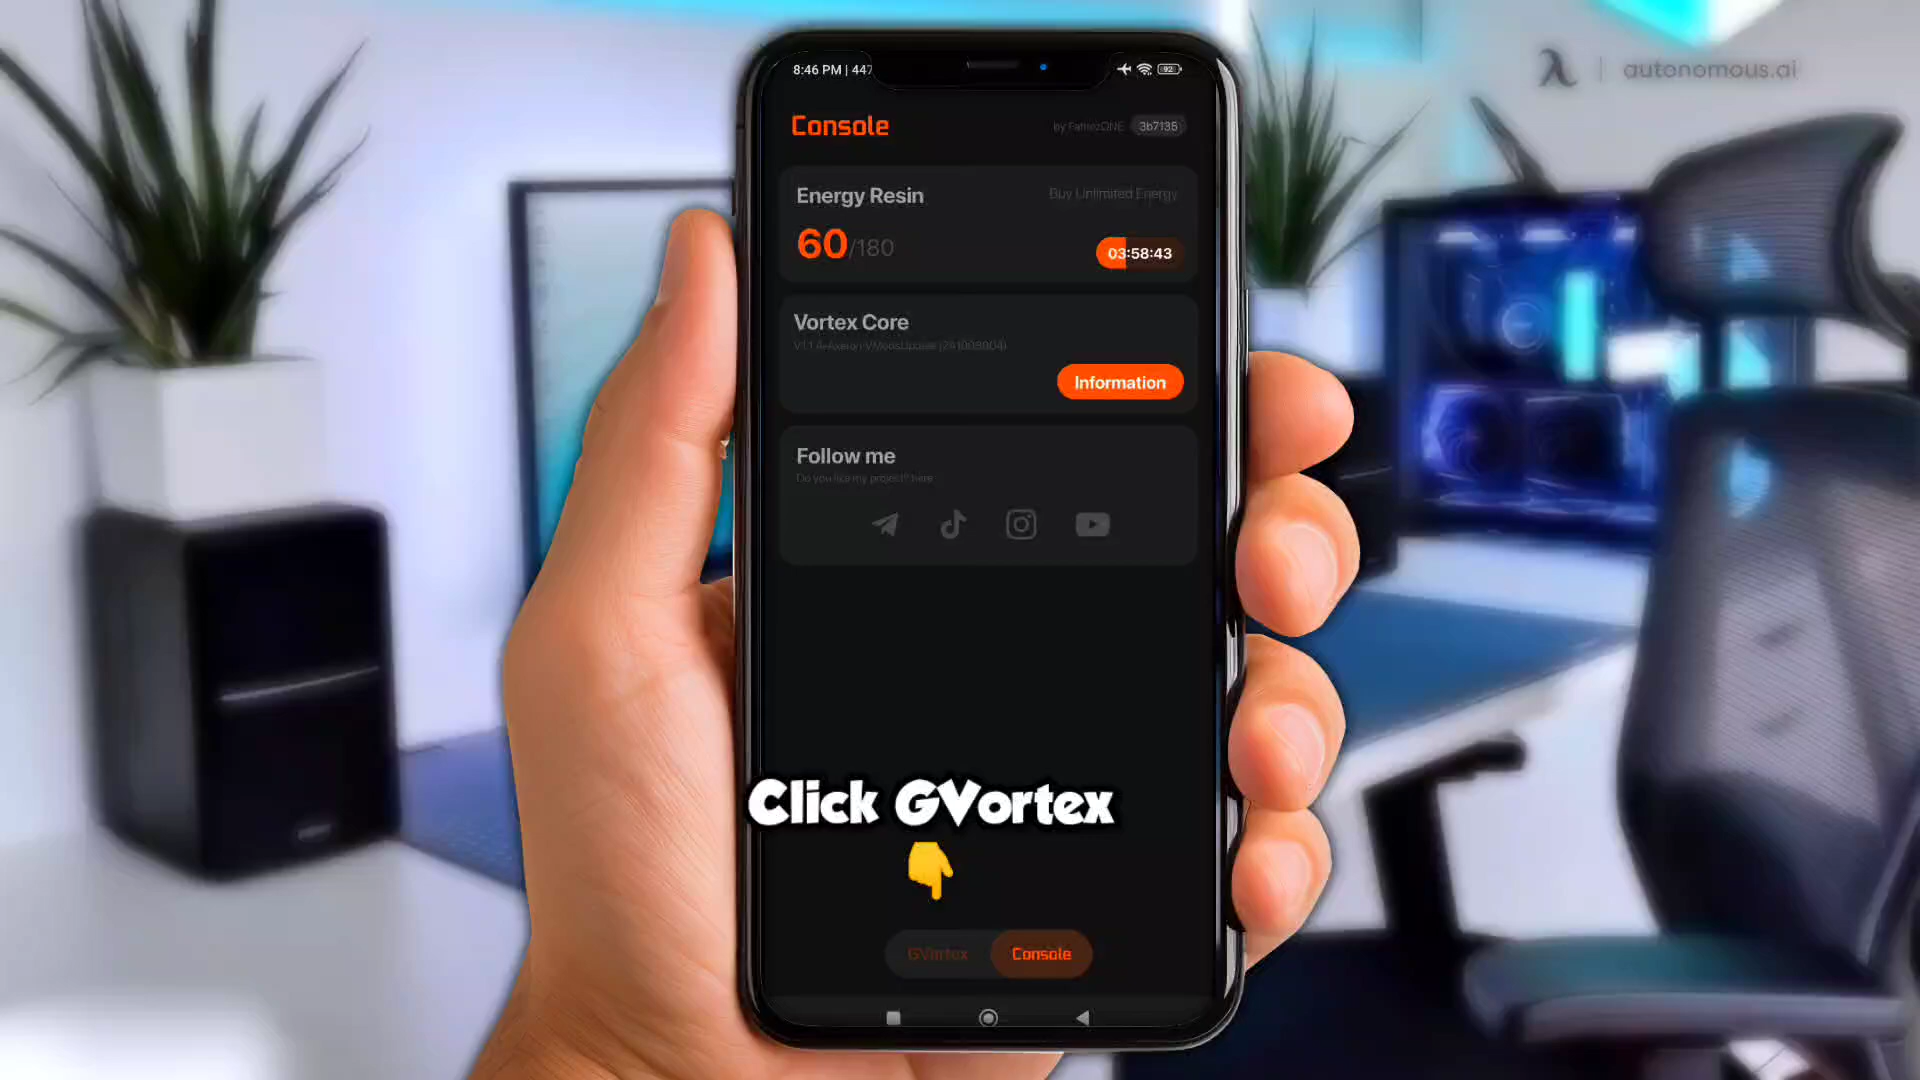 autonomous.ai
8:46 PM | 447
92
Console
by FahrezONE
3b7135
Energy Resin
Buy Unlimited Energy
60/180
03:58:43
Vortex Core
Information
Follow me
Do you like my project!! here
Click GVortex
GVortex
Console